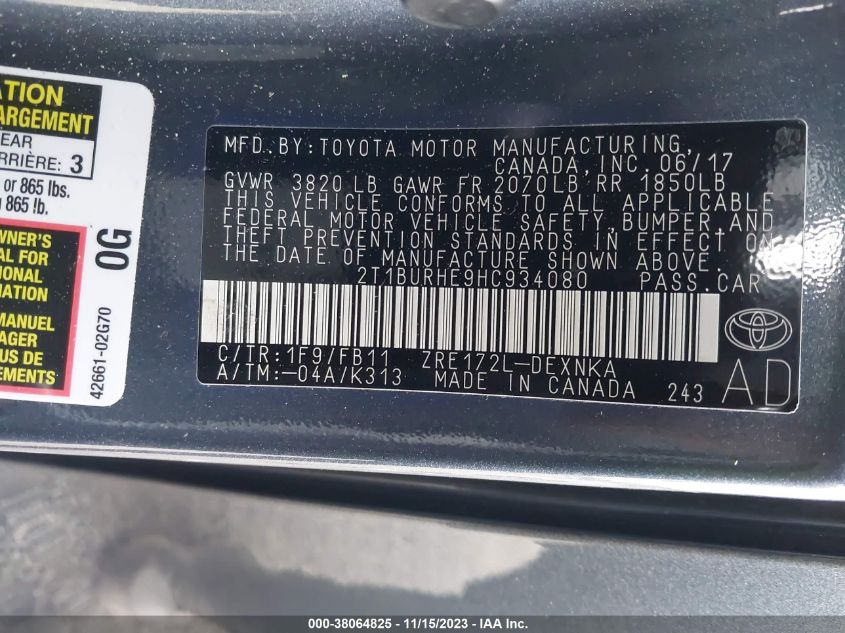 ATION
ARGEMENT
EAR
RRIÈRE: 3
or 865 lbs.
865 lb.
WNER'S
AL FOR
IONAL
MATION
MANUEL
AGER
US DE
NEMENTS
0G
42661-02G70
MFD. BY: TOYOTA MOTOR MANUFACTURING,
CANADA, INC. 06/17
GVWR 3820 LB GAWR FR 2070LB RR 1850LB
THIS VEHICLE CONFORMS TO ALL APPLICABLE
FEDERAL MOTOR VEHICLE SAFETY, BUMPER, AND
THEFT PREVENTION STANDARDS IN EFFECT ON
THE DATE OF MANUFACTURE SHOWN ABOVE.
2T1BURHE9HC934080 PASS. CAR
C/TR: 1F9/FB11 ZRE172L-DEXNKA
A/TM: -04A/K313 MADE IN CANADA 243
AD
000-38064825 - 11/15/2023 - IAA Inc.